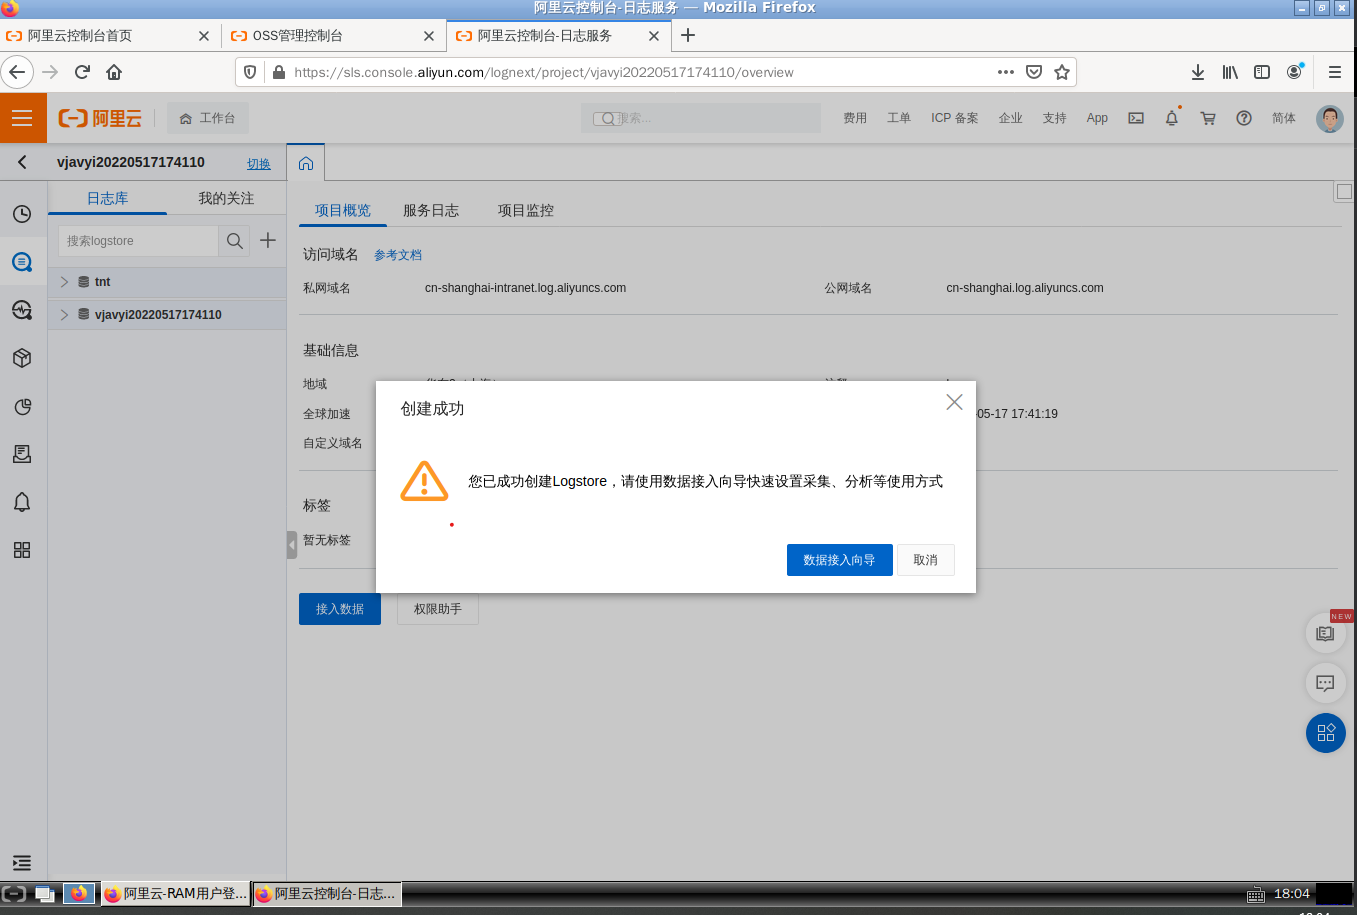 阿里云控制台-日志服务 — Mozilla Firefox
阿里云控制台首页
OSS管理控制台
阿里云控制台-日志服务
https://sls.console.aliyun.com/lognext/project/vjavyi20220517174110/overview
阿里云
工作台
搜索...
费用
工单
ICP 备案
企业
支持
App
简体
vjavyi20220517174110
切换
日志库
我的关注
搜索logstore
tnt
vjavyi20220517174110
项目概览
服务日志
项目监控
访问域名
参考文档
私网域名
cn-shanghai-intranet.log.aliyuncs.com
公网域名
cn-shanghai.log.aliyuncs.com
基础信息
地域
全球加速
-05-17 17:41:19
自定义域名
标签
暂无标签
接入数据
权限助手
创建成功
您已成功创建Logstore，请使用数据接入向导快速设置采集、分析等使用方式
数据接入向导
取消
NEW
阿里云-RAM用户登...
阿里云控制台-日志...
18:04